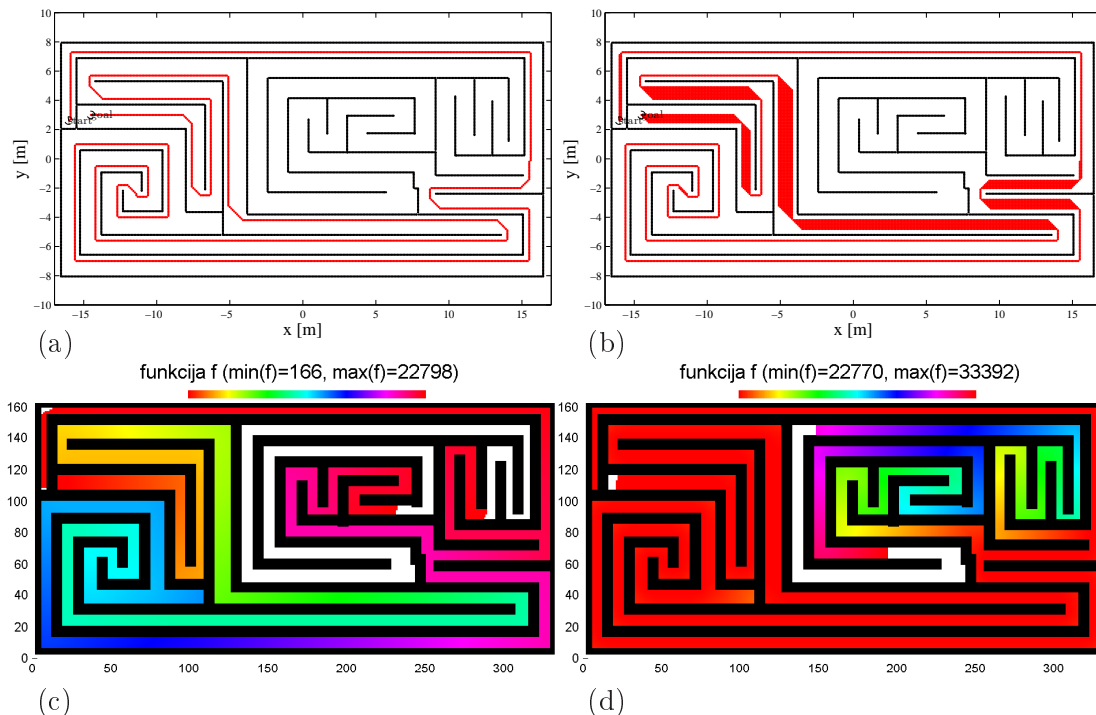 10
8
6
4
2
0
−2
−4
−6
−8
−10
y [m]
−15 −10 −5 0 5 10 15
x [m]
start
goal
(a)
10
8
6
4
2
0
−2
−4
−6
−8
−10
y [m]
−15 −10 −5 0 5 10 15
x [m]
start
goal
(b)
funkcija f (min(f)=166, max(f)=22798)
160
140
120
100
80
60
40
20
0
0 50 100 150 200 250 300
(c)
funkcija f (min(f)=22770, max(f)=33392)
160
140
120
100
80
60
40
20
0
0 50 100 150 200 250 300
(d)